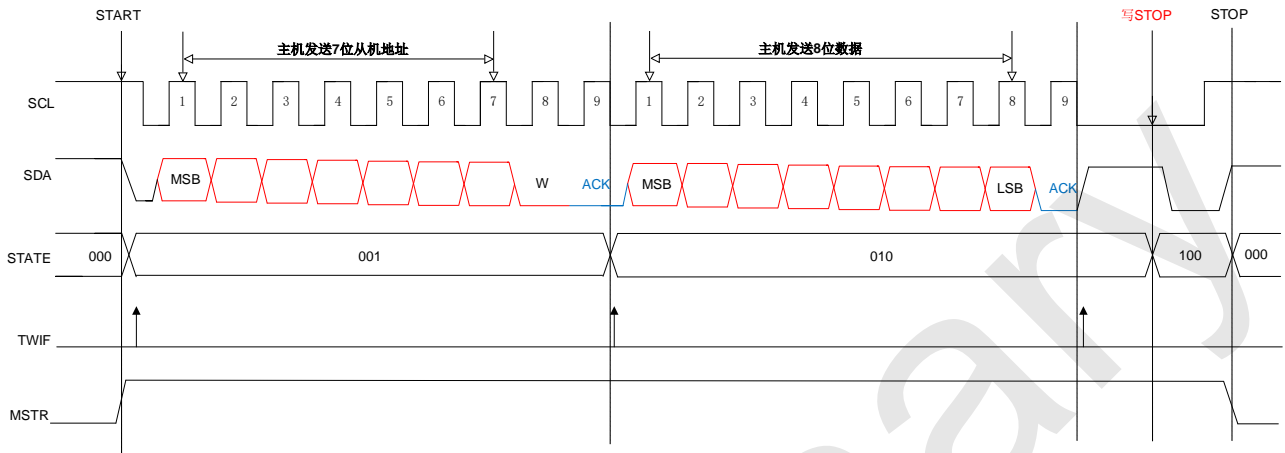 START 写STOP STOP
主机发送7位从机地址 主机发送8位数据
SCL 1 2 3 4 5 6 7 8 9 1 2 3 4 5 6 7 8 9
SDA MSB W ACK MSB LSB ACK
STATE 000 001 010 100 000
TWIF
MSTR